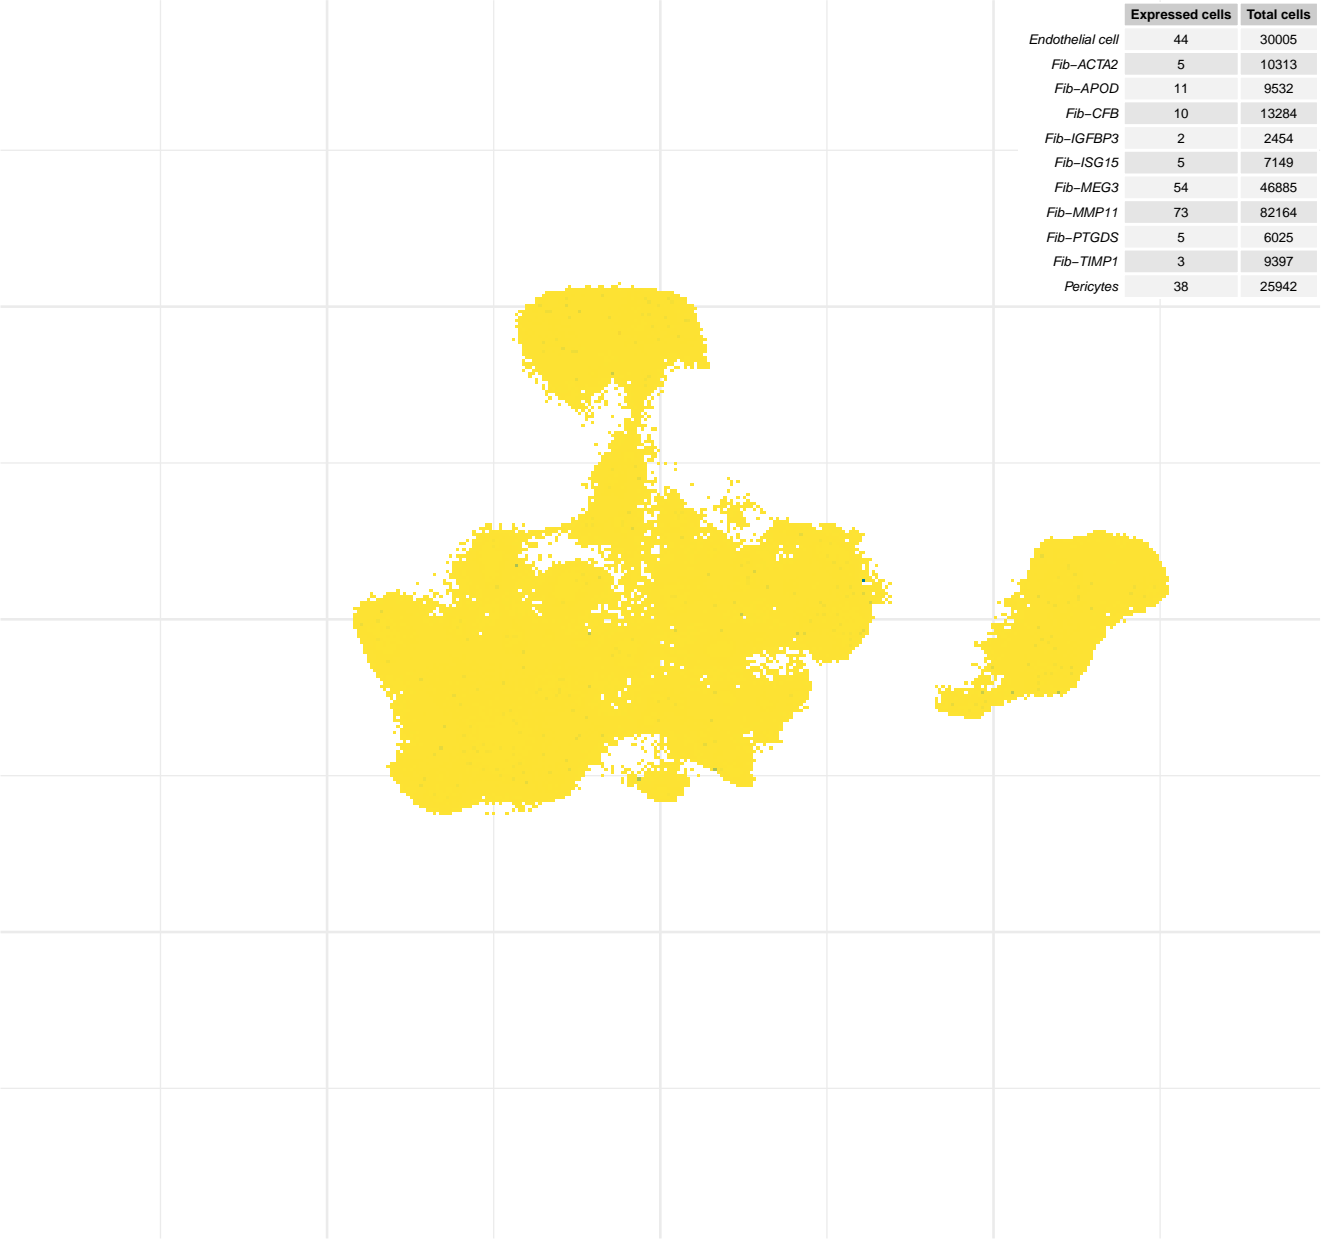 Expressed cells Total cells
Endothelial cell 44 30005
Fib−ACTA2 5 10313
Fib−APOD 11 9532
Fib−CFB 10 13284
Fib−IGFBP3 2 2454
Fib−ISG15 5 7149
Fib−MEG3 54 46885
Fib−MMP11 73 82164
Fib−PTGDS 5 6025
Fib−TIMP1 3 9397
Pericytes 38 25942